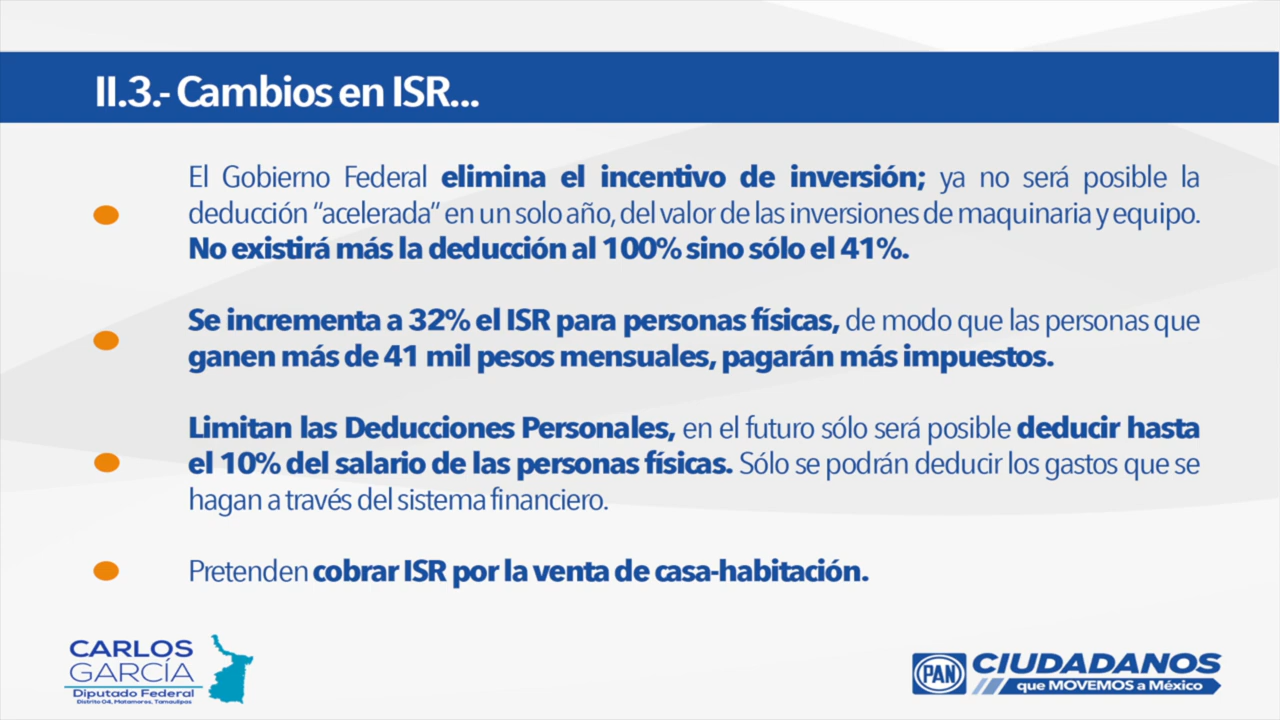 II.3.- Cambios en ISR...
El Gobierno Federal elimina el incentivo de inversión; ya no será posible la
deducción "acelerada" en un solo año, del valor de las inversiones de maquinaria y equipo.
No existirá más la deducción al 100% sino sólo el 41%.
Se incrementa a 32% el ISR para personas físicas, de modo que las personas que
ganen más de 41 mil pesos mensuales, pagarán más impuestos.
Limitan las Deducciones Personales, en el futuro sólo será posible deducir hasta
el 10% del salario de las personas físicas. Sólo se podrán deducir los gastos que se
hagan a través del sistema financiero.
Pretenden cobrar ISR por la venta de casa-habitación.
CARLOS
GARCÍA
Diputado Federal
Distrito 04, Matamoros, Tamaulipas
PAN
CIUDADANOS
que MOVEMOS a México